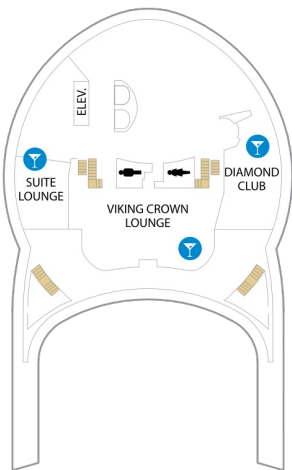 ELEV.
SUITE
LOUNGE
DIAMOND
CLUB
VIKING CROWN
LOUNGE